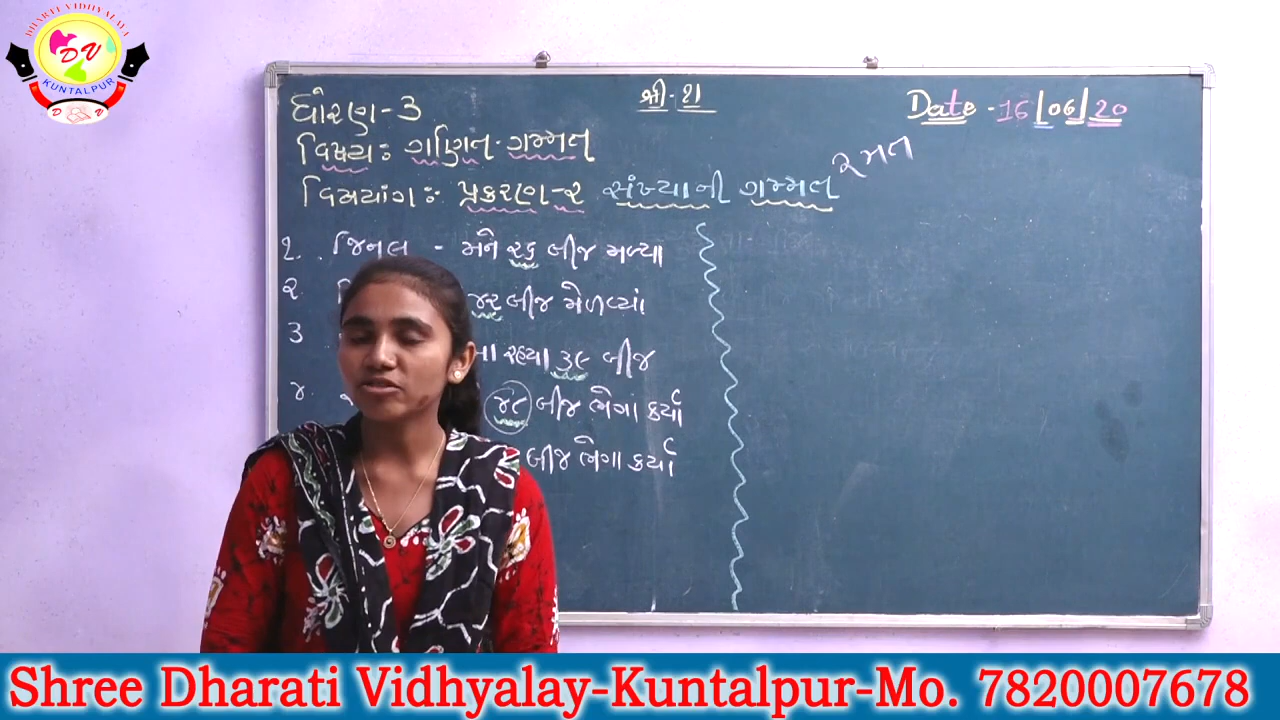 DHARATI VIDHYALAYA
DV
KUNTALPUR
D V
શ્રી-ગા
Date - 16/06/20
ધોરણ-3
વિષય: ગણિત-ગમ્મત
વિષયાંગ: પ્રકરણ-૨ સંખ્યાની ગમ્મત રમત
૧. જિનલ - મને ૨૬ બીજ મળ્યા
૨. ૪૨ બીજ મેળવ્યાં
૩ રહ્યા ૩૯ બીજ
૪. ૪૮ બીજ ભેગા કર્યા
બીજ ભેગા કર્યા
Shree Dharati Vidhyalay-Kuntalpur-Mo. 7820007678